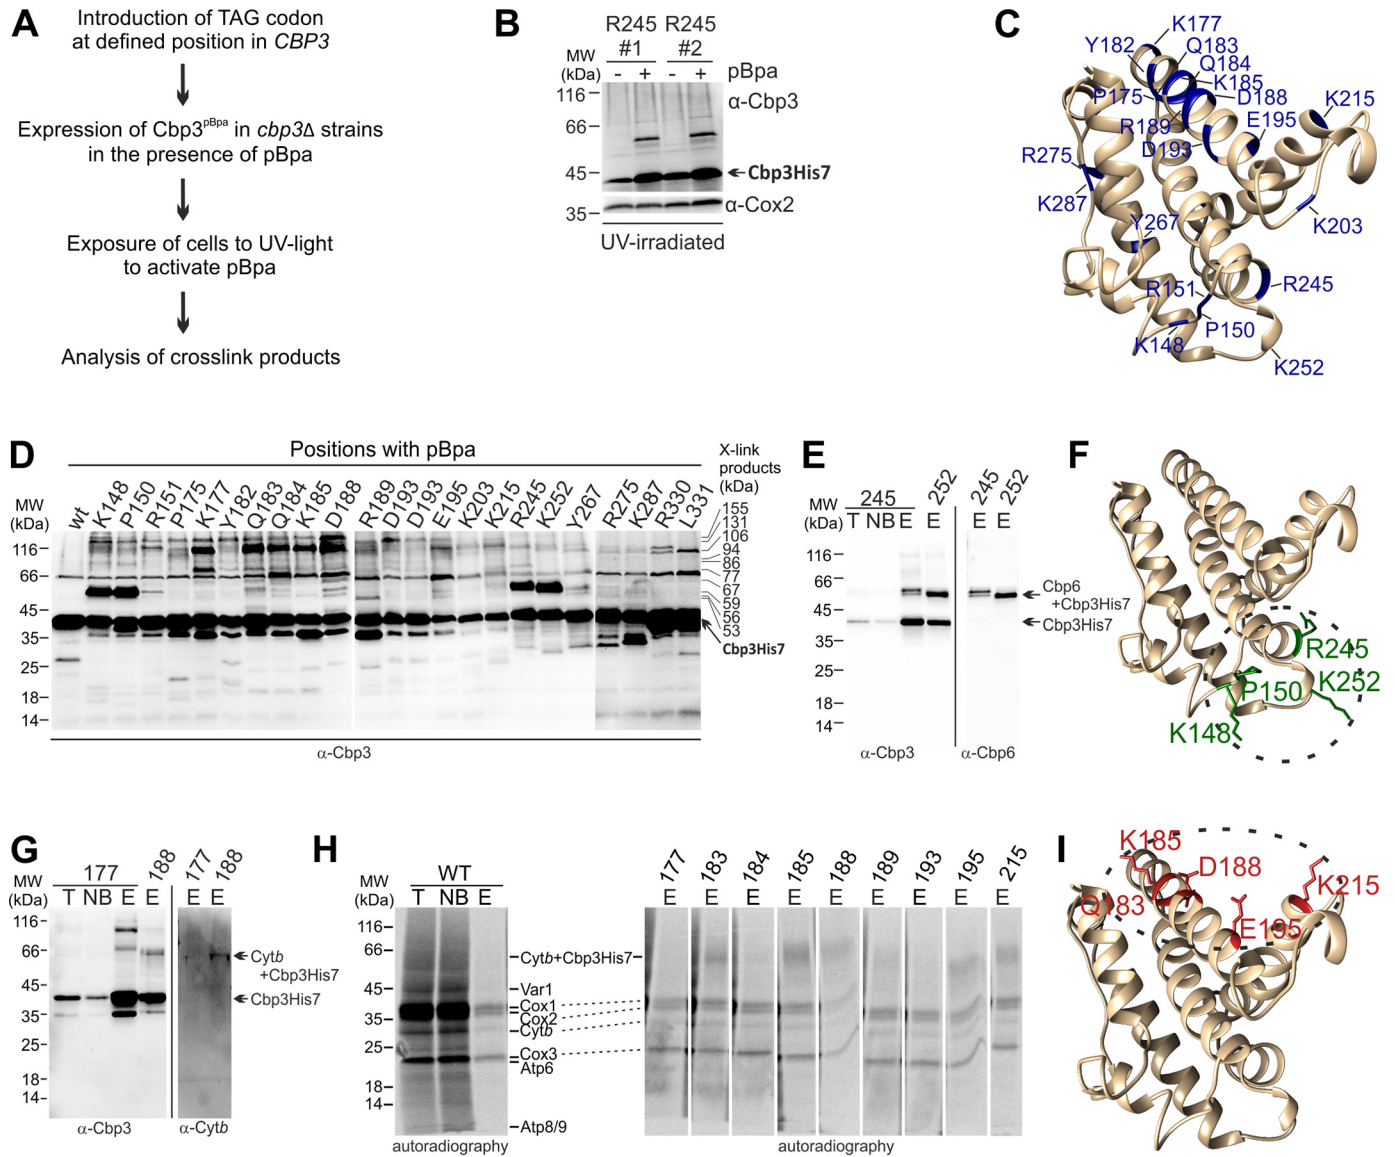 A
Introduction of TAG codon
at defined position in CBP3
Expression of Cbp3pBpa in cbp3Δ strains
in the presence of pBpa
Exposure of cells to UV-light
to activate pBpa
Analysis of crosslink products
B
R245 R245
#1 #2
MW
(kDa)
- + - + pBpa
116
66
45
35
α-Cbp3
Cbp3His7
α-Cox2
UV-irradiated
C
K177
Y182
Q183
Q184
K185
P175
D188
K215
R189
E195
D193
R275
K287
Y267
K203
R151
R245
P150
K148
K252
D
Positions with pBpa
X-link
products
(kDa)
MW
(kDa)
wt K148 P150 R151 P175 K177 Y182 Q183 Q184 K185 D188 R189 D193 D193 E195 K203 K215 R245 K252 Y267 R275 K287 R330 L331
116
66
45
35
25
18
14
155
131
106
94
86
77
67
59
56
53
Cbp3His7
α-Cbp3
E
MW
(kDa)
245 252 245 252
T NB E E E E
116
66
45
35
25
18
14
Cbp6
+Cbp3His7
Cbp3His7
α-Cbp3 α-Cbp6
F
R245
P150
K252
K148
G
MW
(kDa)
177 188 177 188
T NB E E E E
116
66
45
35
25
18
14
Cytb
+Cbp3His7
Cbp3His7
α-Cbp3 α-Cytb
H
MW
(kDa)
WT
T NB E
116
66
45
35
25
18
14
Cytb+Cbp3His7
Var1
Cox1
Cox2
Cytb
Cox3
Atp6
Atp8/9
autoradiography
177 183 184 185 188 189 193 195 215
E E E E E E E E E
autoradiography
I
K185
D188
K215
Q183
E195